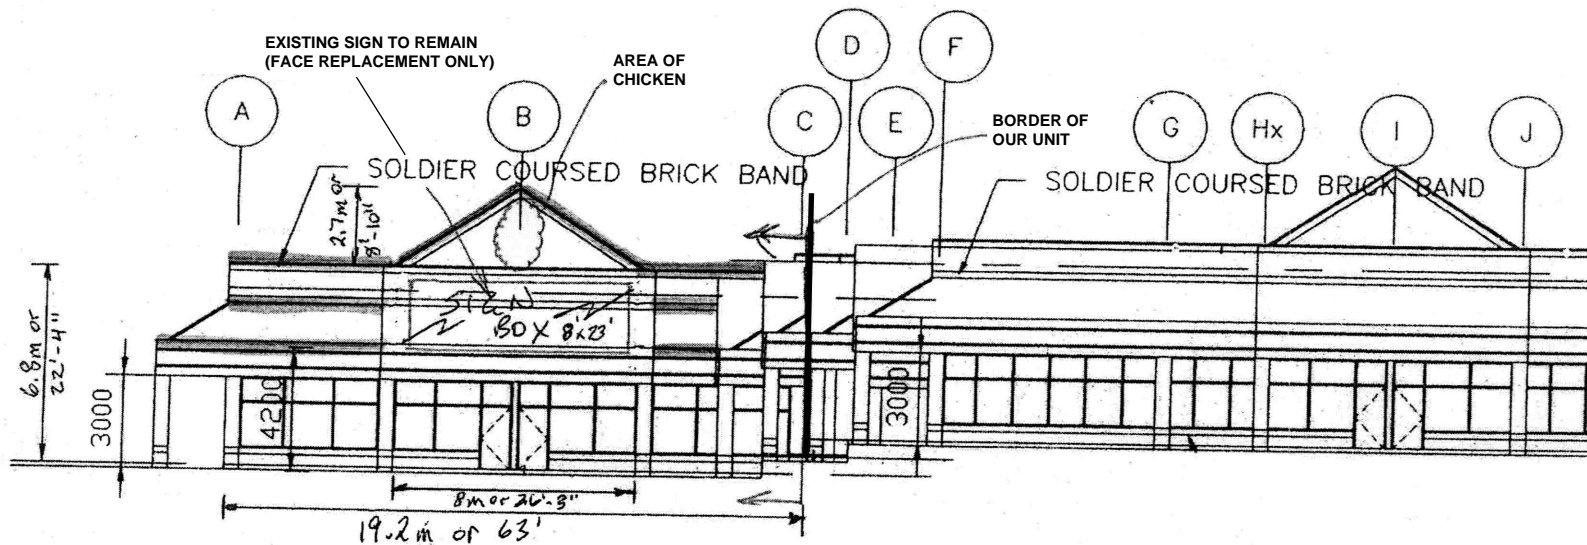 EXISTING SIGN TO REMAIN
(FACE REPLACEMENT ONLY)
AREA OF
CHICKEN
D
F
A
B
C
E
BORDER OF
OUR UNIT
G
Hx
I
J
SOLDIER COURSED BRICK BAND
SOLDIER COURSED BRICK BAND
2.7m or
8'-10"
SIGN
BOX 8'x23'
6.8m or
22'-4"
3000
4200
3000
8m or 26'-3"
19.2m or 63'